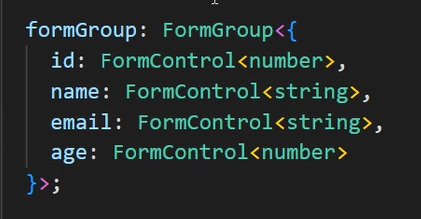 formGroup: FormGroup<{
  id: FormControl<number>,
  name: FormControl<string>,
  email: FormControl<string>,
  age: FormControl<number>
}>;